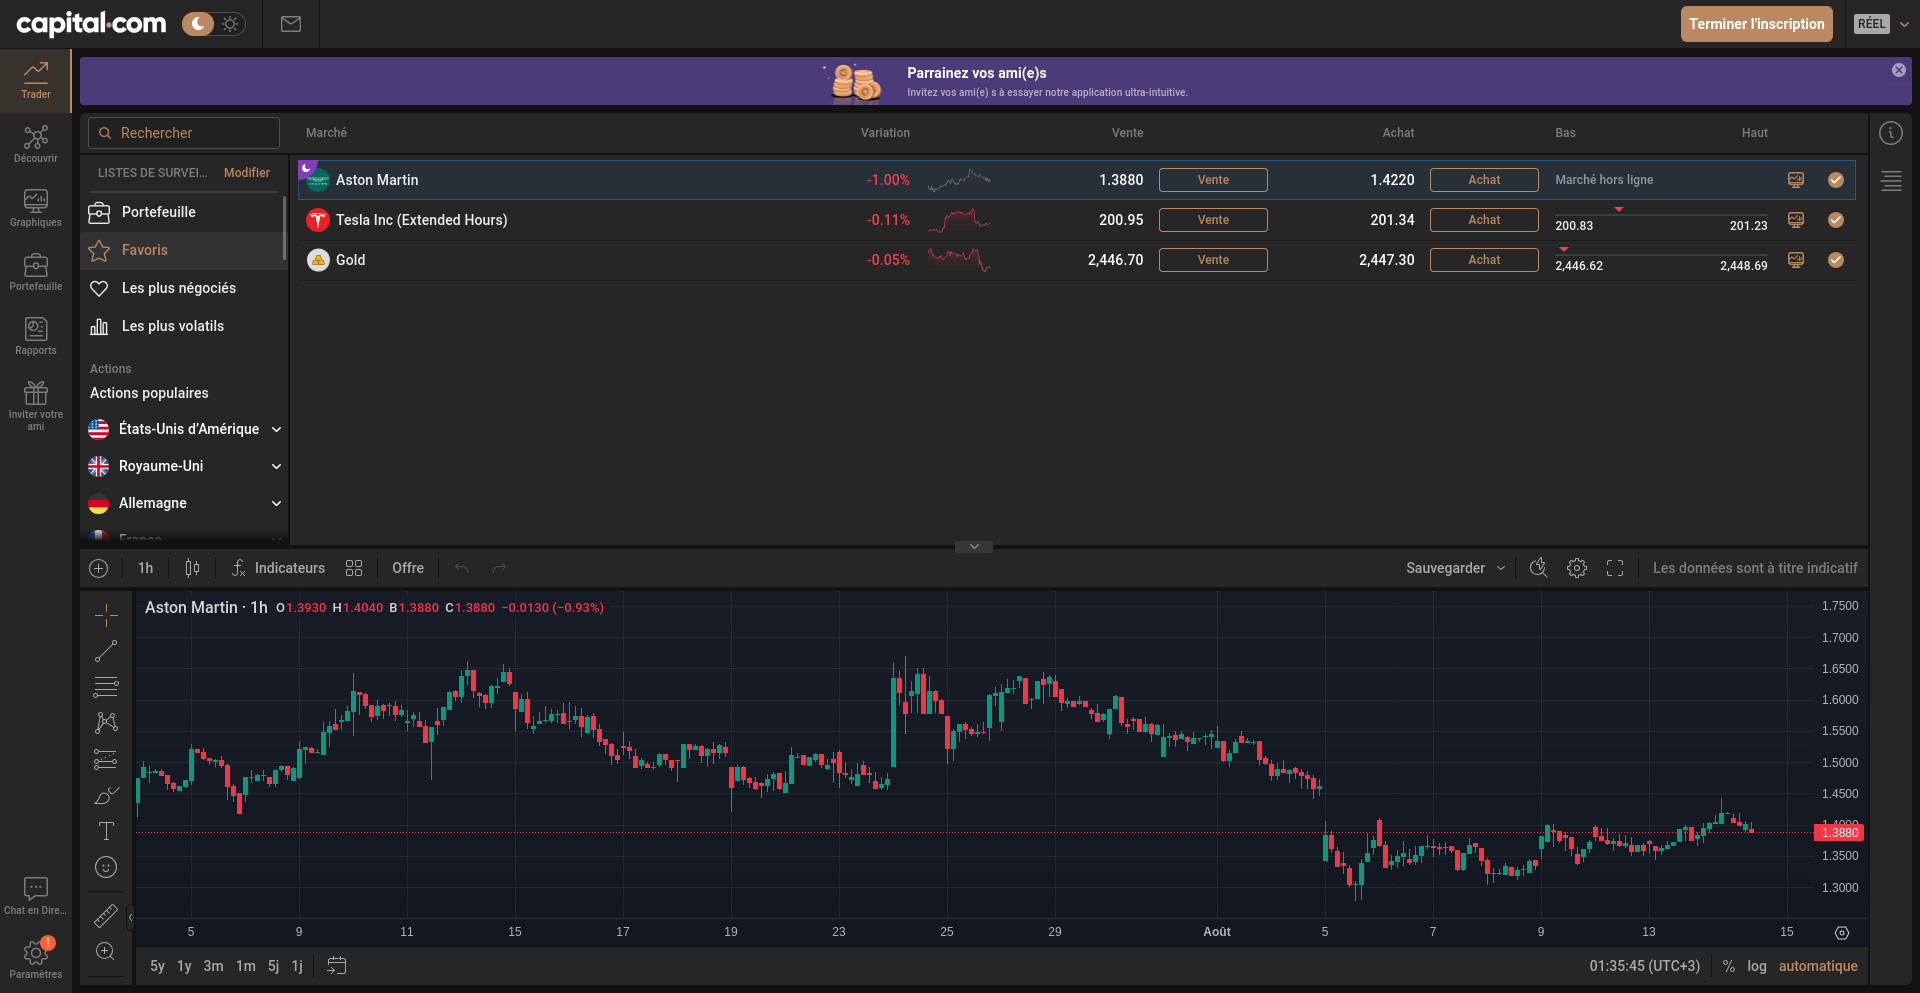 capital.com
Terminer l'inscription
RÉEL
Trader
Découvrir
Graphiques
Portefeuille
Rapports
Inviter votre
ami
Chat en Dire...
Paramètres
Parrainez vos ami(e)s
Invitez vos ami(e) s à essayer notre application ultra-intuitive.
Rechercher
LISTES DE SURVEI... Modifier
Portefeuille
Favoris
Les plus négociés
Les plus volatils
Actions
Actions populaires
États-Unis d'Amérique
Royaume-Uni
Allemagne
France
Marché Variation Vente Achat Bas Haut
Aston Martin -1.00% 1.3880 Vente 1.4220 Achat Marché hors ligne
Tesla Inc (Extended Hours) -0.11% 200.95 Vente 201.34 Achat 200.83 201.23
Gold -0.05% 2,446.70 Vente 2,447.30 Achat 2,446.62 2,448.69
1h Indicateurs Offre Sauvegarder Les données sont à titre indicatif
Aston Martin · 1h O1.3930 H1.4040 B1.3880 C1.3880 −0.0130 (−0.93%)
1.7500
1.7000
1.6500
1.6000
1.5500
1.5000
1.4500
1.4000
1.3880
1.3500
1.3000
5 9 11 15 17 19 23 25 29 Août 5 7 9 13 15
5y 1y 3m 1m 5j 1j 01:35:45 (UTC+3) % log automatique